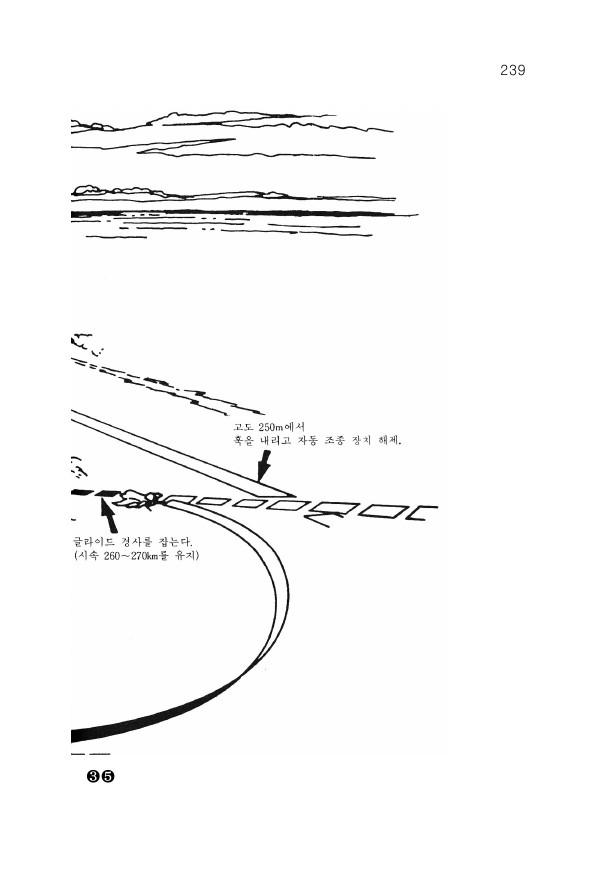 239
고도 250m에서
훅을 내리고 자동 조종 장치 해제.
글라이드 경사를 잡는다.
(시속 260~270km를 유지)
❸❺